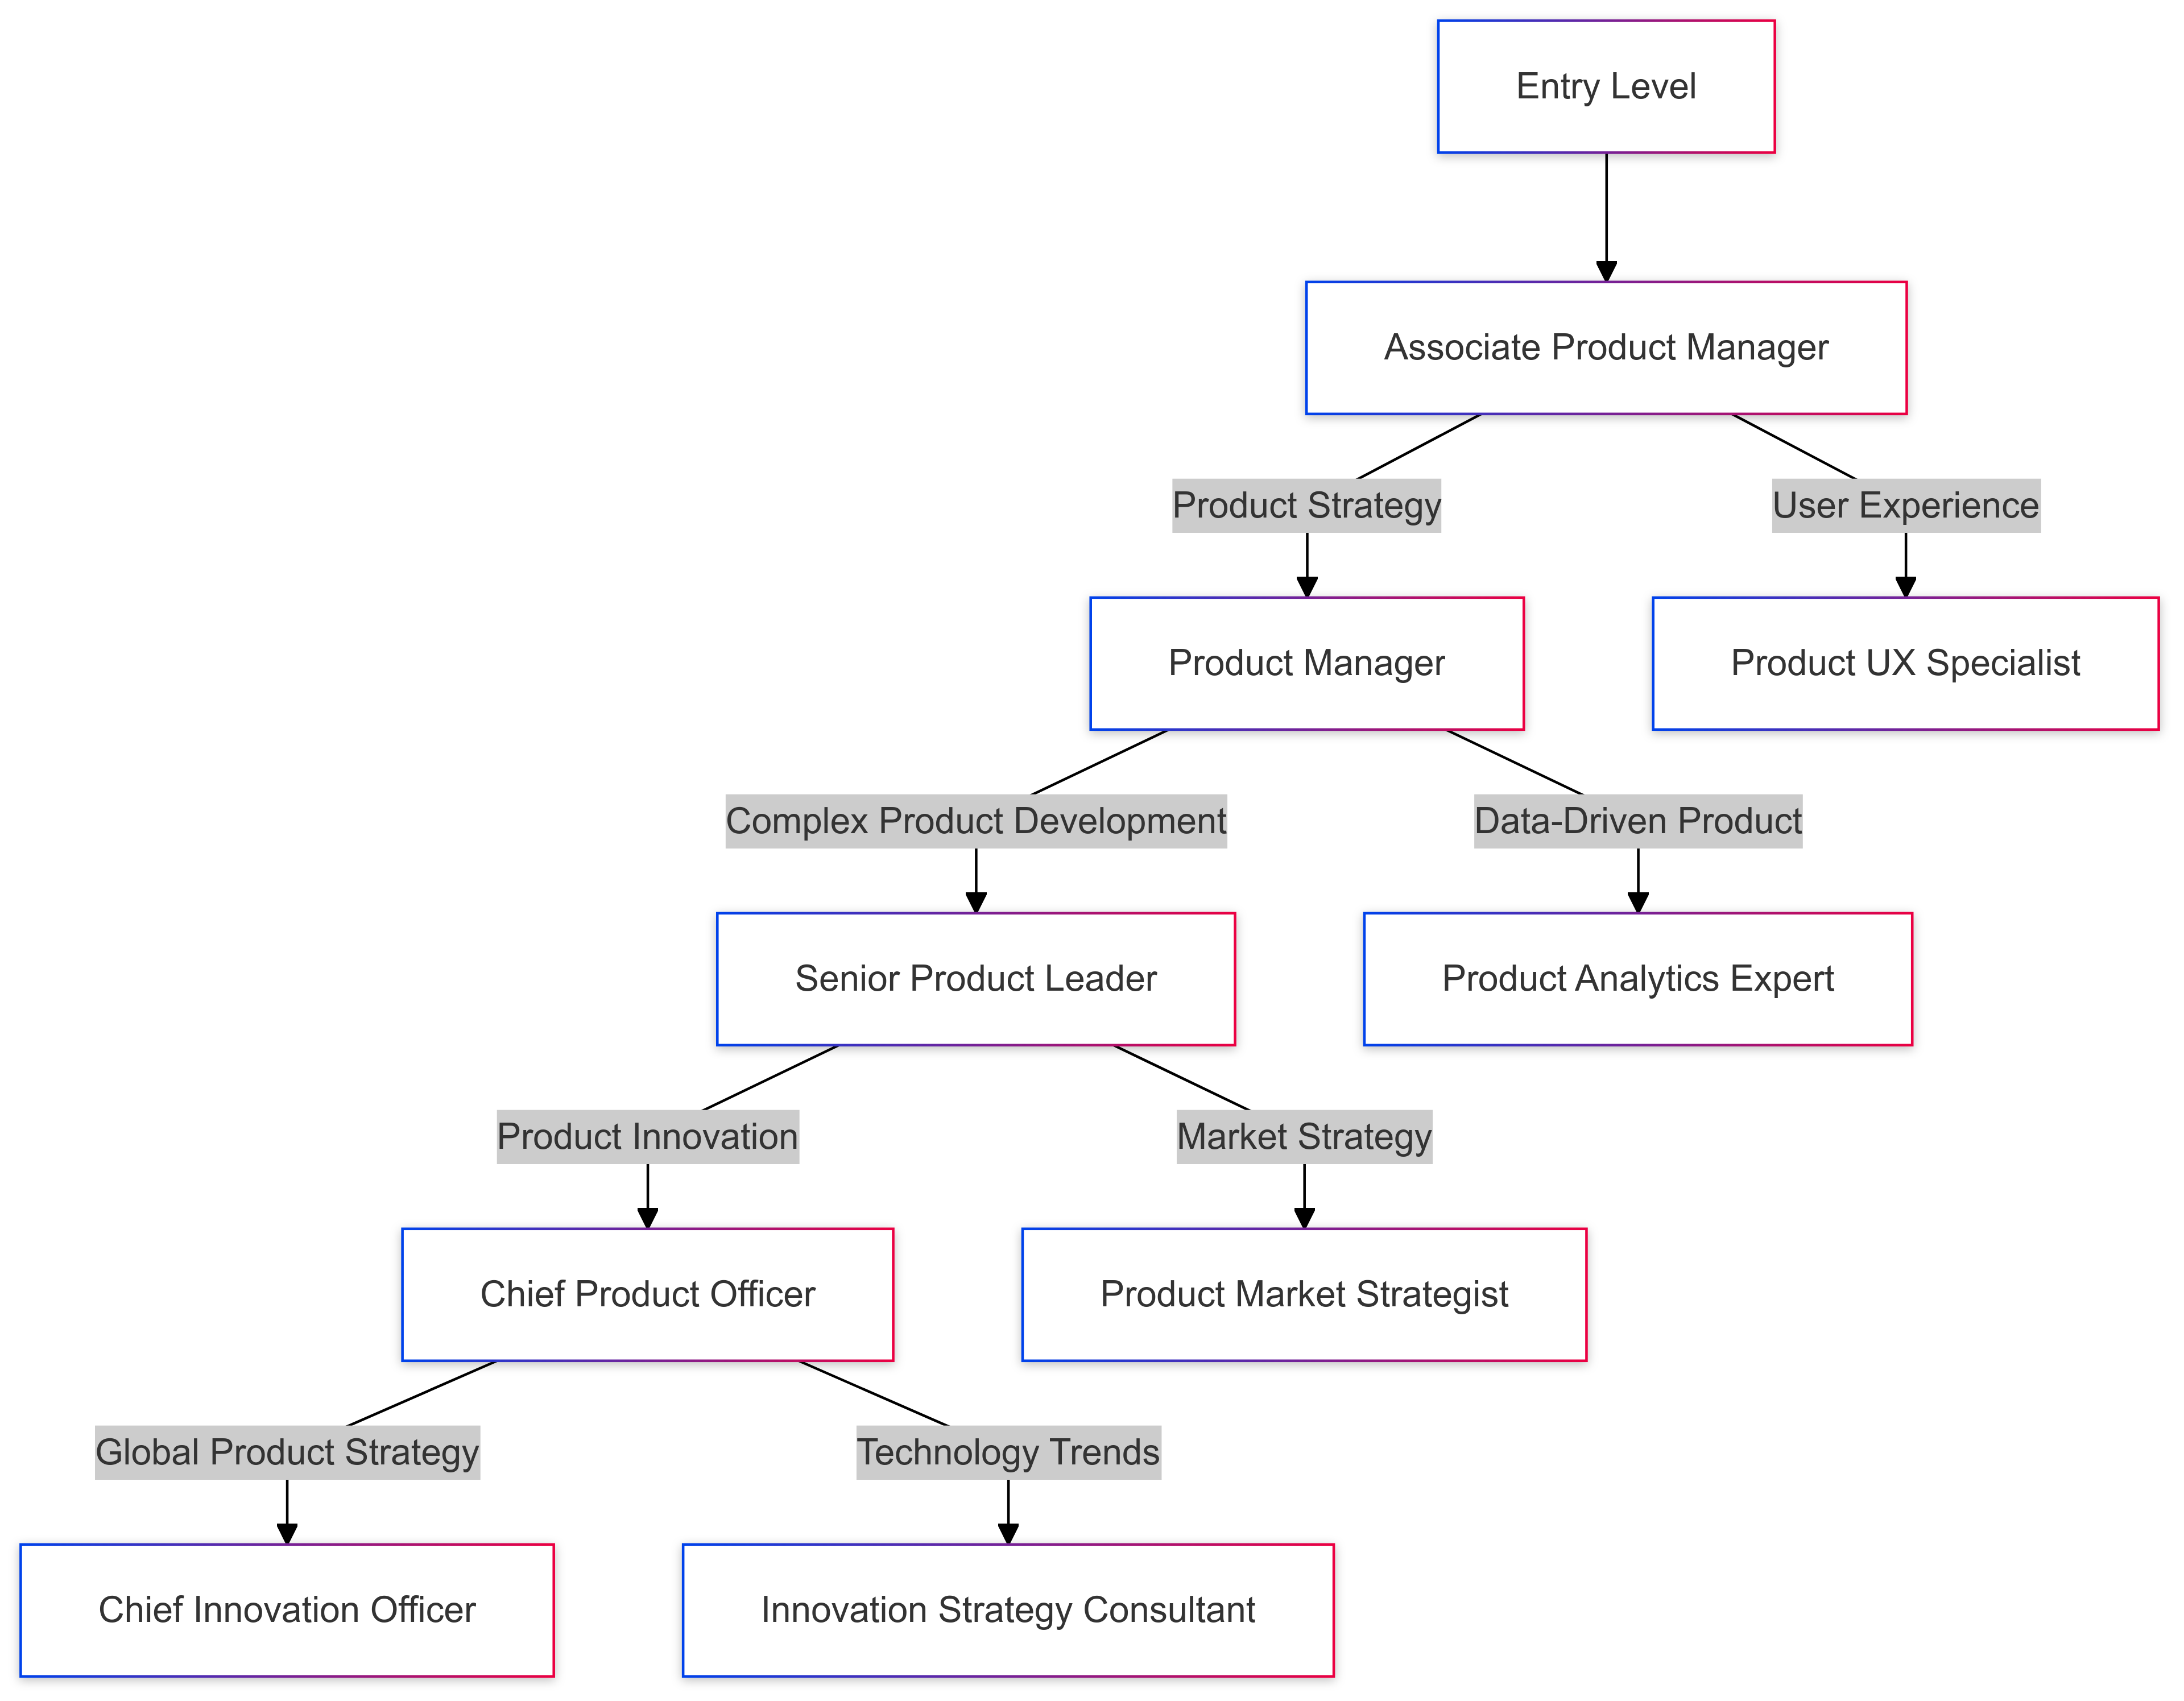 Entry Level
Associate Product Manager
Product Strategy
User Experience
Product Manager
Product UX Specialist
Complex Product Development
Data-Driven Product
Senior Product Leader
Product Analytics Expert
Product Innovation
Market Strategy
Chief Product Officer
Product Market Strategist
Global Product Strategy
Technology Trends
Chief Innovation Officer
Innovation Strategy Consultant